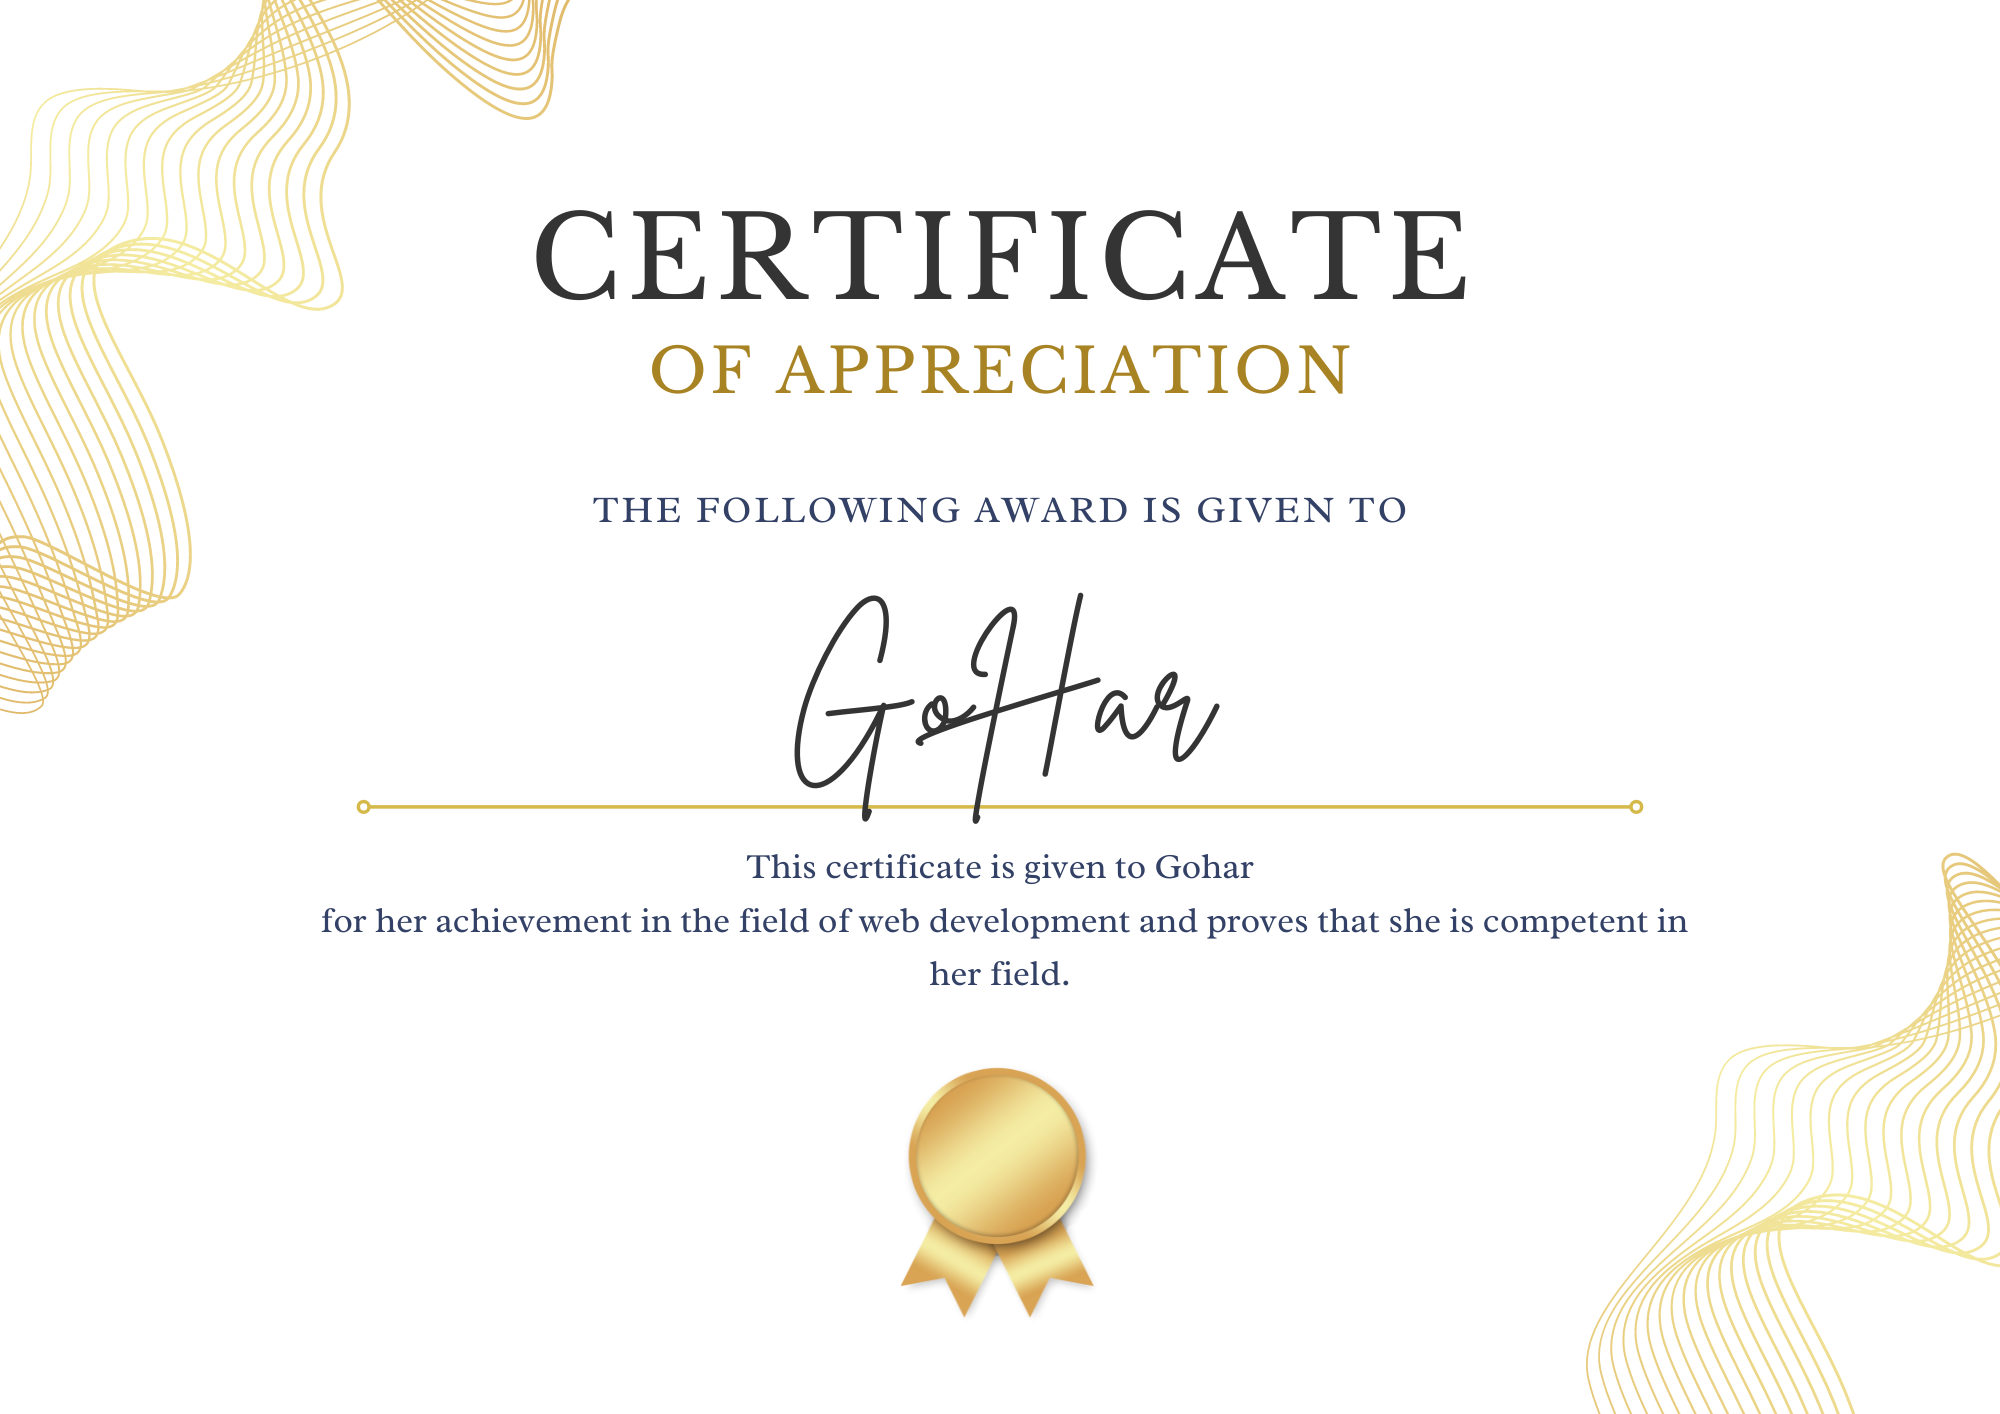 CERTIFICATE
OF APPRECIATION
THE FOLLOWING AWARD IS GIVEN TO
GoHar
This certificate is given to Gohar
for her achievement in the field of web development and proves that she is competent in
her field.